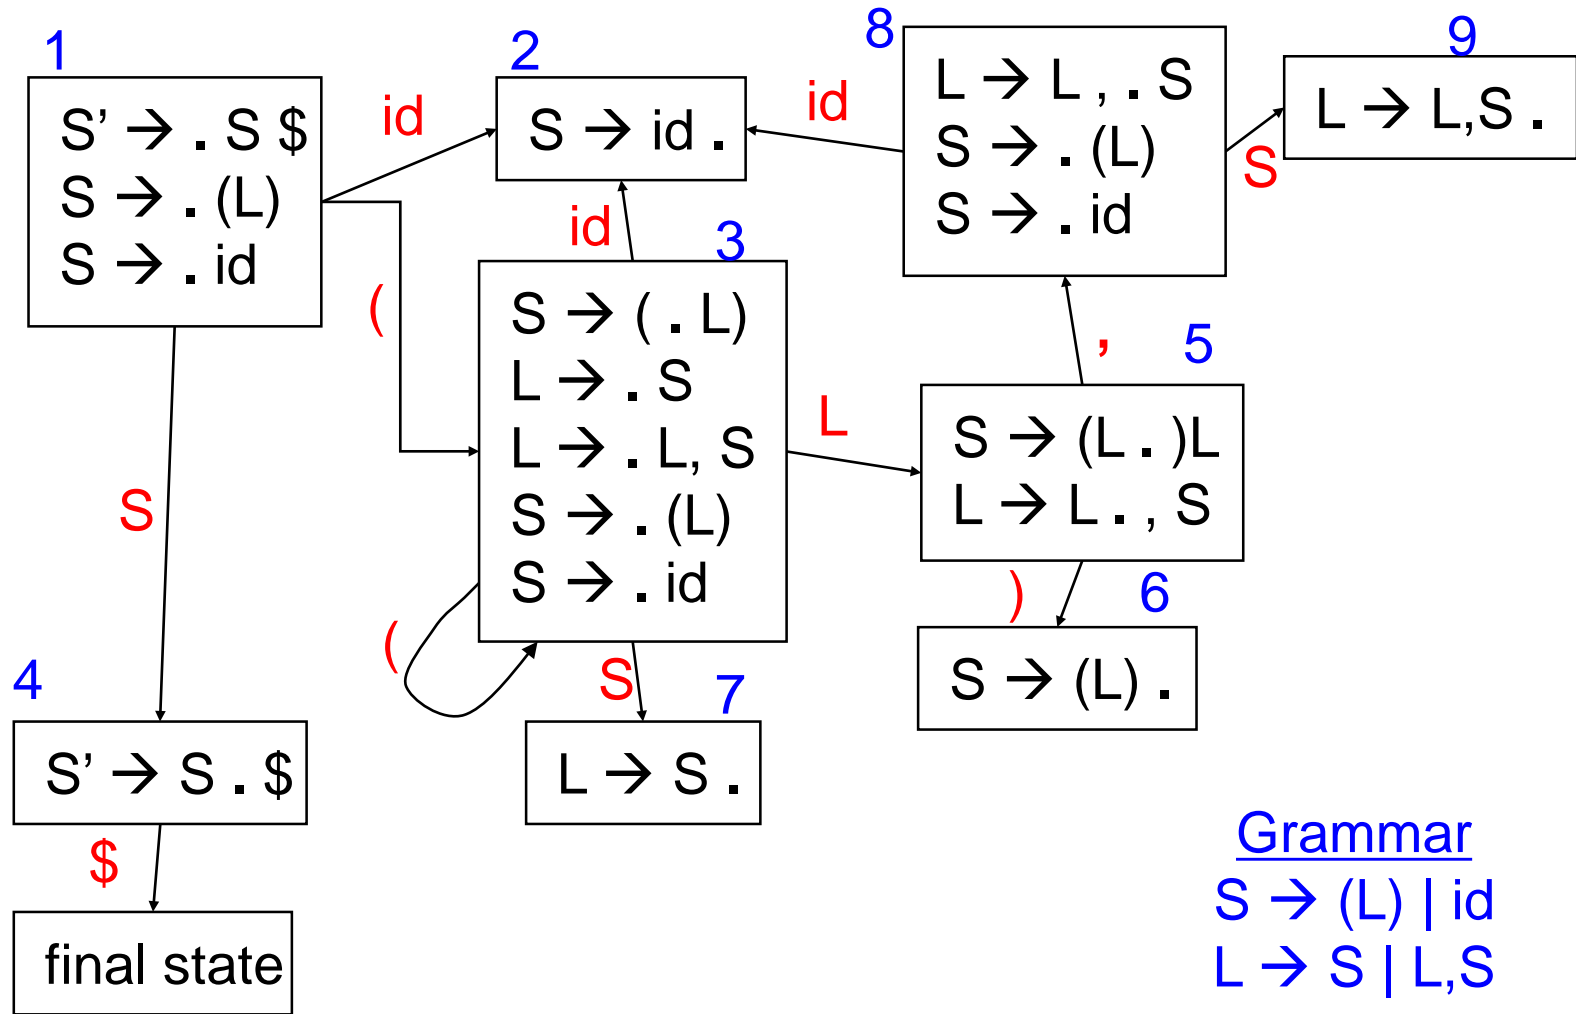 1
S’ → . S $
S → . (L)
S → . id
id
(
S
2
S → id .
id
3
S → ( . L)
L → . S
L → . L, S
S → . (L)
S → . id
(
S
L
4
S’ → S . $
$
final state
7
L → S .
8
L → L , . S
S → . (L)
S → . id
id
S
9
L → L,S .
,
5
S → (L . )L
L → L . , S
)
6
S → (L) .
Grammar
S → (L) | id
L → S | L,S